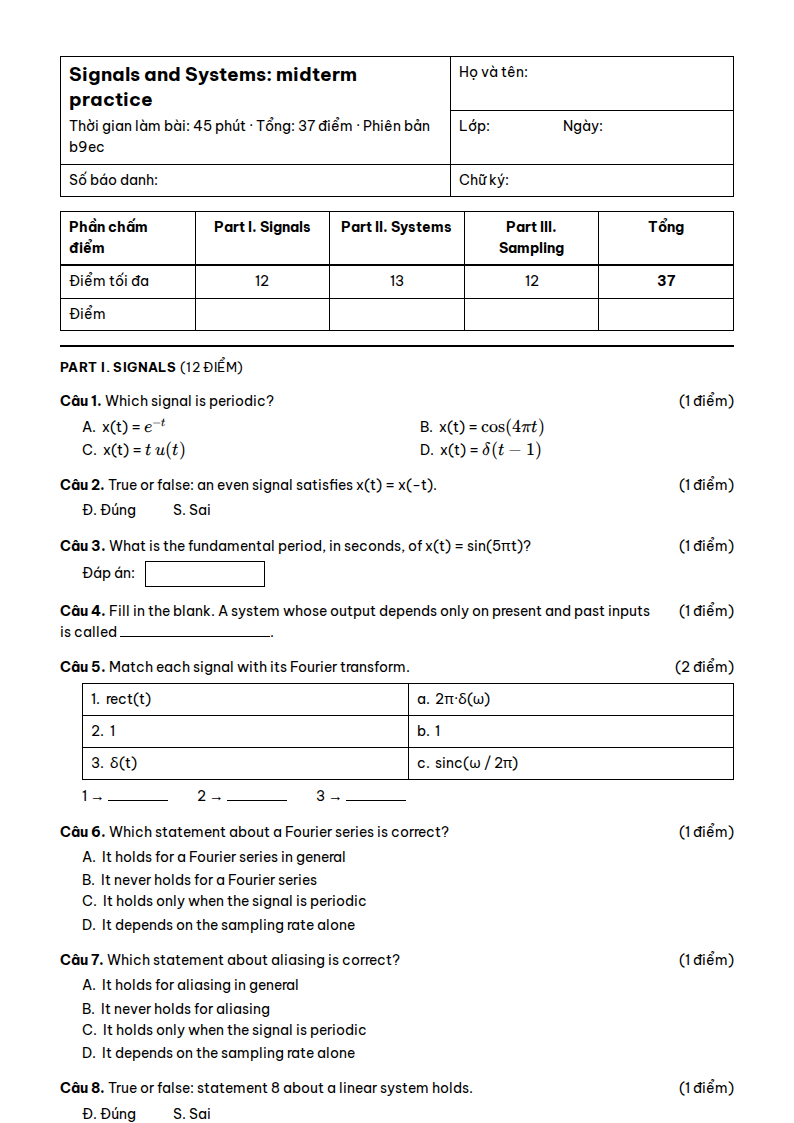 Signals and Systems: midterm
practice
Thời gian làm bài: 45 phút · Tổng: 37 điểm · Phiên bản
b9ec
Họ và tên:
Lớp: Ngày:
Số báo danh:
Chữ ký:
Phần chấm điểm
Part I. Signals
Part II. Systems
Part III. Sampling
Tổng
Điểm tối đa 12 13 12 37
Điểm
PART I. SIGNALS (12 ĐIỂM)
Câu 1. Which signal is periodic? (1 điểm)
A. x(t) = e^{−t} B. x(t) = cos(4πt)
C. x(t) = t u(t) D. x(t) = δ(t − 1)
Câu 2. True or false: an even signal satisfies x(t) = x(−t). (1 điểm)
Đ. Đúng S. Sai
Câu 3. What is the fundamental period, in seconds, of x(t) = sin(5πt)? (1 điểm)
Đáp án:
Câu 4. Fill in the blank. A system whose output depends only on present and past inputs (1 điểm)
is called ____________.
Câu 5. Match each signal with its Fourier transform. (2 điểm)
1. rect(t) a. 2π·δ(ω)
2. 1 b. 1
3. δ(t) c. sinc(ω / 2π)
1 → ______ 2 → ______ 3 → ______
Câu 6. Which statement about a Fourier series is correct? (1 điểm)
A. It holds for a Fourier series in general
B. It never holds for a Fourier series
C. It holds only when the signal is periodic
D. It depends on the sampling rate alone
Câu 7. Which statement about aliasing is correct? (1 điểm)
A. It holds for aliasing in general
B. It never holds for aliasing
C. It holds only when the signal is periodic
D. It depends on the sampling rate alone
Câu 8. True or false: statement 8 about a linear system holds. (1 điểm)
Đ. Đúng S. Sai